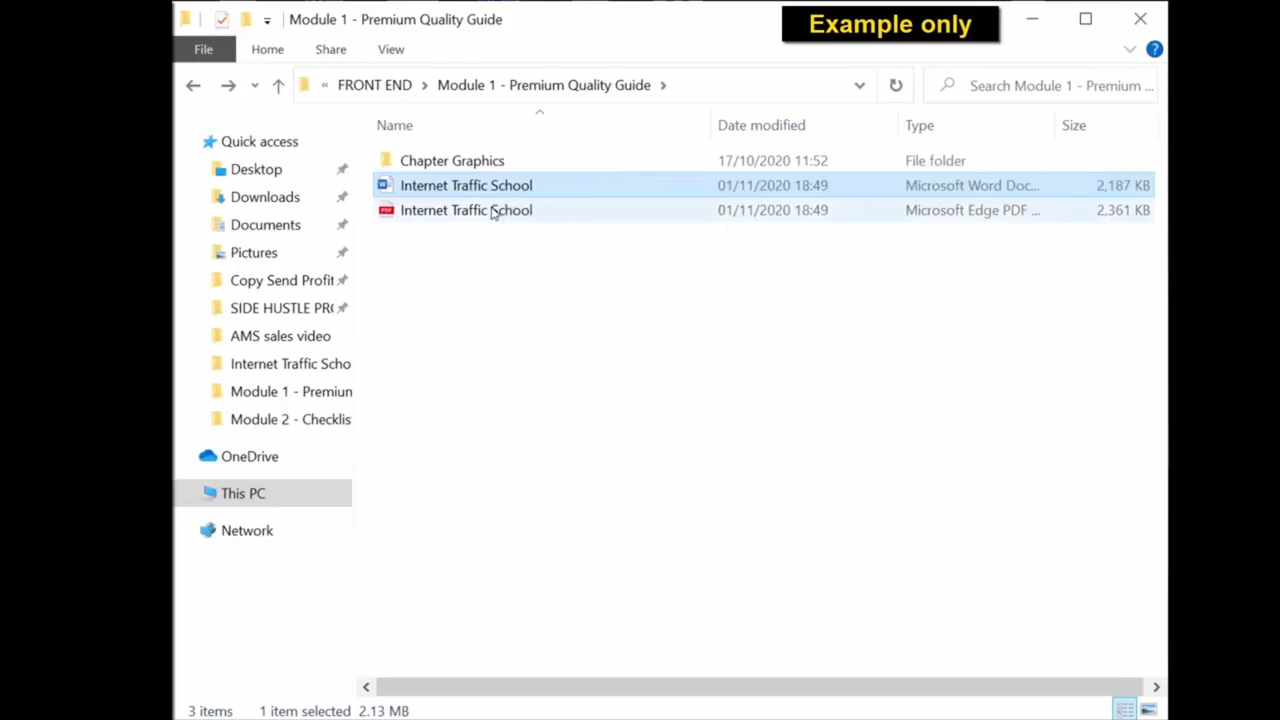 Module 1 - Premium Quality Guide
Example only
File Home Share View
« FRONT END > Module 1 - Premium Quality Guide >
Search Module 1 - Premium ...
Name Date modified Type Size
Quick access
Desktop
Downloads
Documents
Pictures
Copy Send Profit
SIDE HUSTLE PR(
AMS sales video
Internet Traffic Scho
Module 1 - Premium
Module 2 - Checklis
OneDrive
This PC
Network
Chapter Graphics 17/10/2020 11:52 File folder
Internet Traffic School 01/11/2020 18:49 Microsoft Word Doc... 2,187 KB
Internet Traffic School 01/11/2020 18:49 Microsoft Edge PDF ... 2,361 KB
3 items 1 item selected 2.13 MB